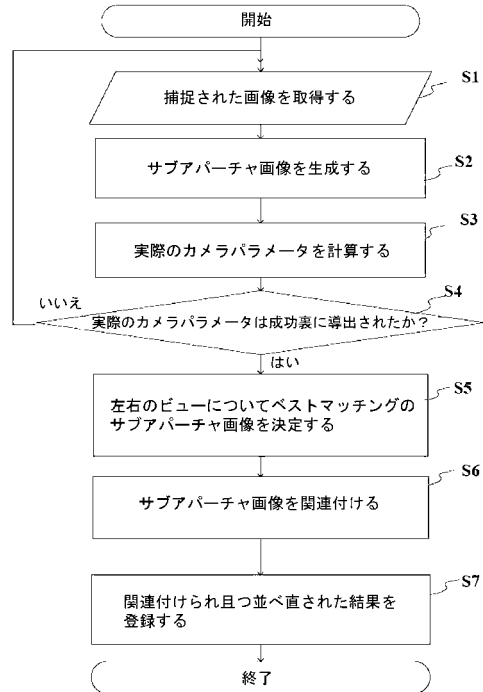 開始
捕捉された画像を取得する
S1
サブアパーチャ画像を生成する
S2
実際のカメラパラメータを計算する
S3
いいえ
実際のカメラパラメータは成功裏に導出されたか？
S4
はい
左右のビューについてベストマッチングの
サブアパーチャ画像を決定する
S5
サブアパーチャ画像を関連付ける
S6
関連付けられ且つ並べ直された結果を
登録する
S7
終了